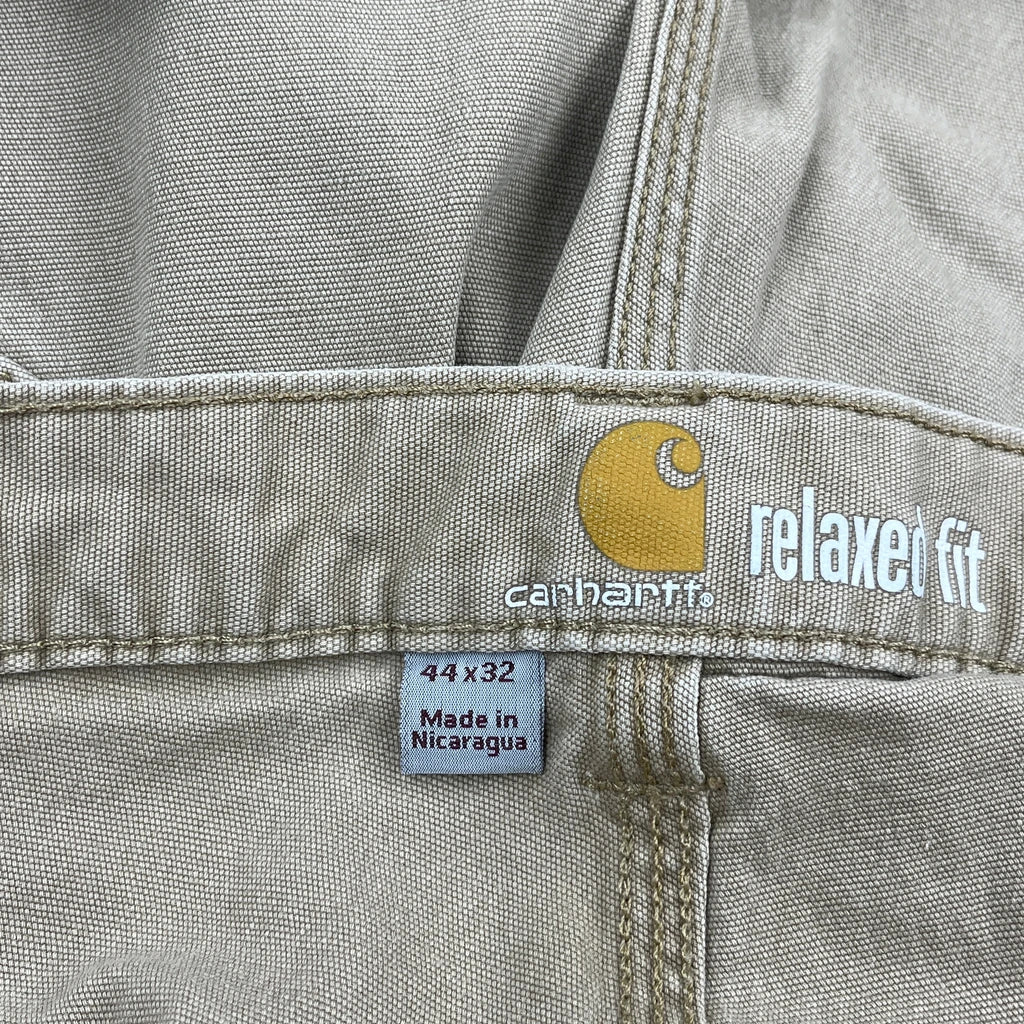 carhartt®
relaxed fit
44 x 32
Made in
Nicaragua